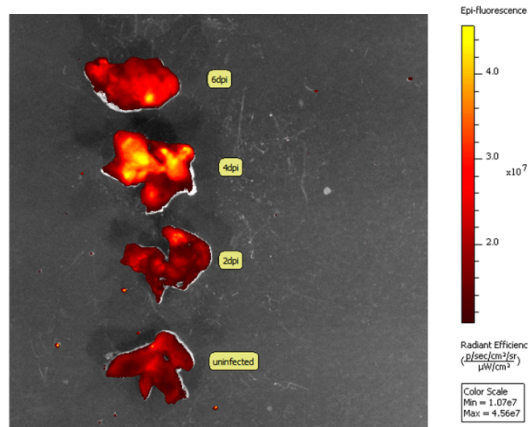 Epi-fluorescence
6dpi
4dpi
2dpi
uninfected
4.0
3.0
x10⁷
2.0
Radiant Efficienc
(p/sec/cm²/sr
µW/cm²)
Color Scale
Min = 1.07e7
Max = 4.56e7